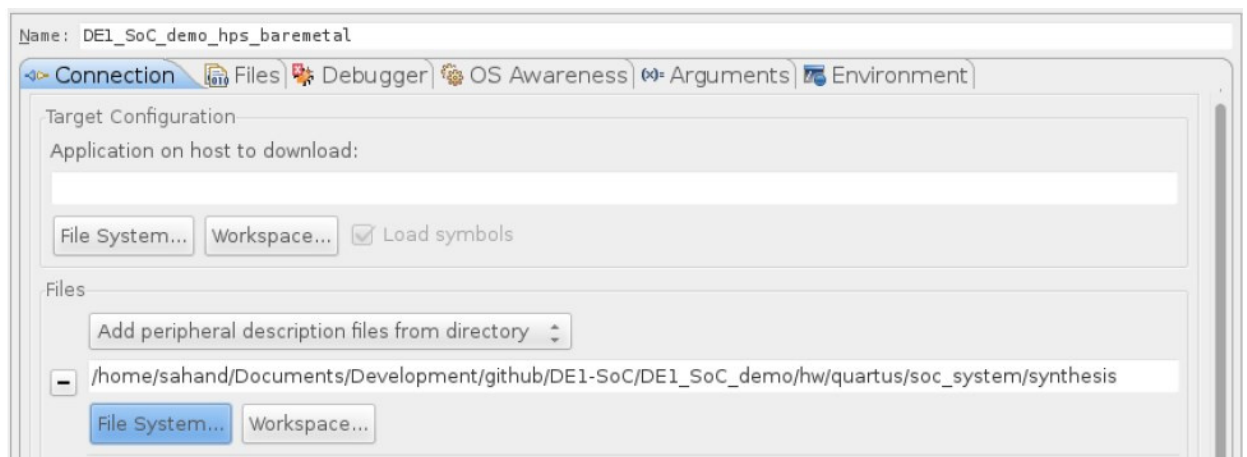 Name: DE1_SoC_demo_hps_baremetal
Connection Files Debugger OS Awareness (x)= Arguments Environment
Target Configuration
Application on host to download:
File System... Workspace... Load symbols
Files
Add peripheral description files from directory
/home/sahand/Documents/Development/github/DE1-SoC/DE1_SoC_demo/hw/quartus/soc_system/synthesis
File System... Workspace...